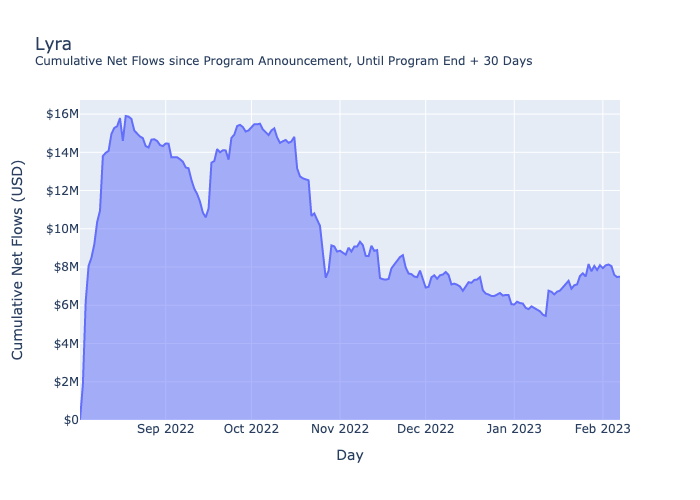 Lyra
Cumulative Net Flows since Program Announcement, Until Program End + 30 Days
Cumulative Net Flows (USD)
$16M
$14M
$12M
$10M
$8M
$6M
$4M
$2M
$0
Sep 2022
Oct 2022
Nov 2022
Dec 2022
Jan 2023
Feb 2023
Day